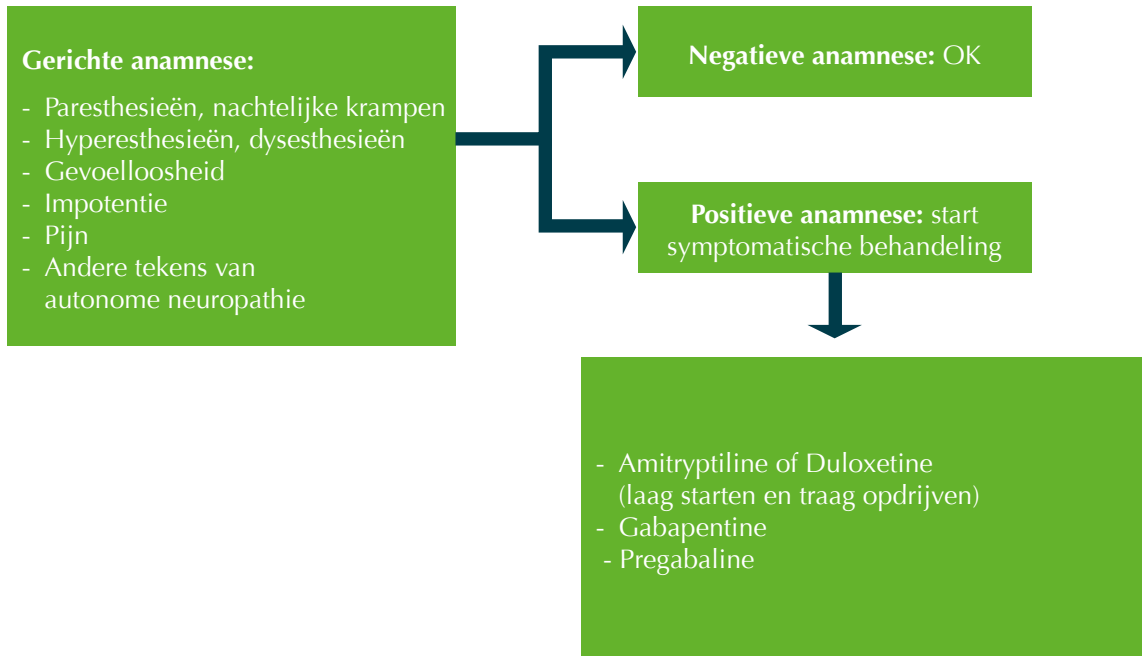 Gerichte anamnese:
- Paresthesieën, nachtelijke krampen
- Hyperesthesieën, dysesthesieën
- Gevoelloosheid
- Impotentie
- Pijn
- Andere tekens van
autonome neuropathie
Negatieve anamnese: OK
Positieve anamnese: start
symptomatische behandeling
- Amitryptiline of Duloxetine
(laag starten en traag opdrijven)
- Gabapentine
- Pregabaline